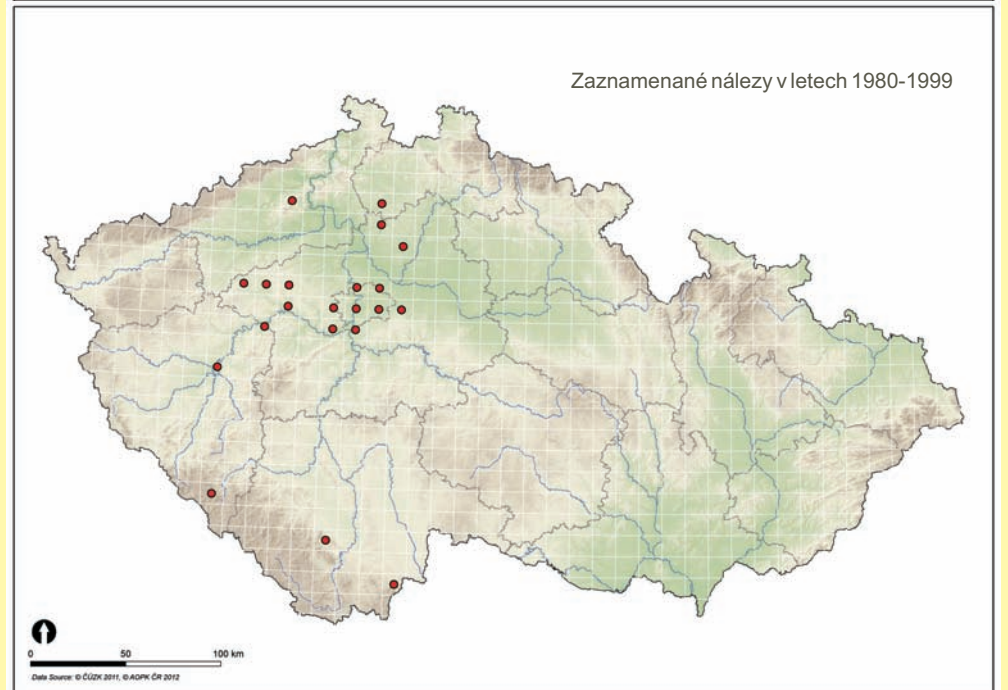 Zaznamenané nálezy v letech 1980-1999
0 50 100 km
Data Source: © ČÚZK 2011, © AOPK ČR 2012